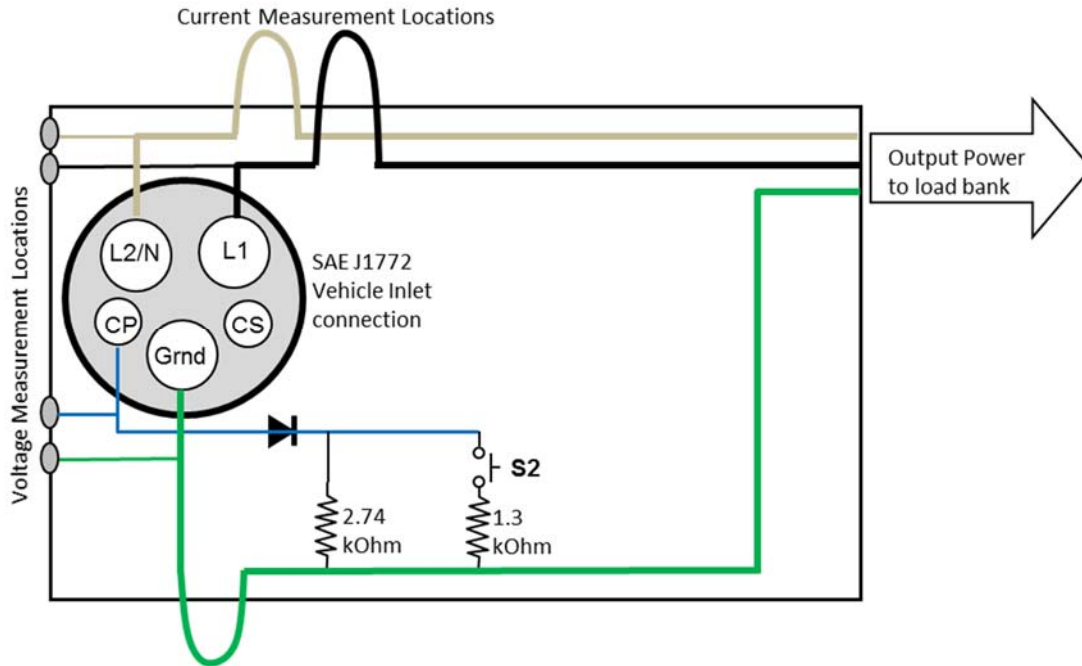 Current Measurement Locations
Voltage Measurement Locations
Output Power
to load bank
L2/N
L1
SAE J1772
Vehicle Inlet
connection
CP
CS
Grnd
S2
2.74
kOhm
1.3
kOhm